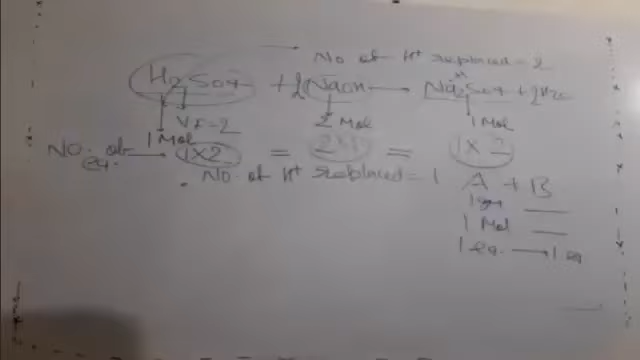 No of H+ replaced = 2
H2SO4 + 2NaOH → Na2SO4 + 2H2O
V.F = 2
1 Mol 2 Mol 1 Mol
No. of eq. → 1×2 = 2×1 = 1×2
No. of H+ replaced = 1
A + B
1 Mol
1 eq. → 1 eq